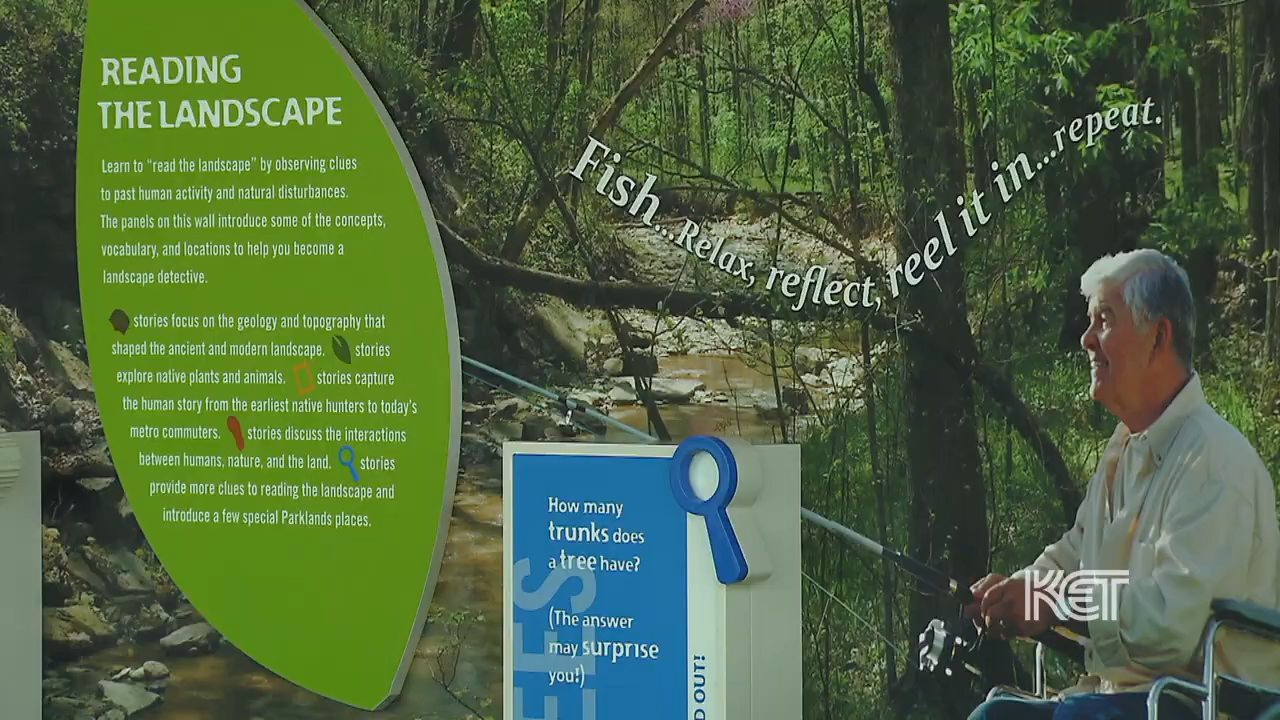 READING
THE LANDSCAPE
Learn to "read the landscape" by observing clues
to past human activity and natural disturbances.
The panels on this wall introduce some of the concepts,
vocabulary, and locations to help you become a
landscape detective.
stories focus on the geology and topography that
shaped the ancient and modern landscape. stories
explore native plants and animals. stories capture
the human story from the earliest native hunters to today's
metro commuters. stories discuss the interactions
between humans, nature, and the land. stories
provide more clues to reading the landscape and
introduce a few special Parklands places.
Fish...Relax, reflect, reel it in...repeat.
How many
trunks does
a tree have?
(The answer
may surprise
you!)
D OUT!
KET